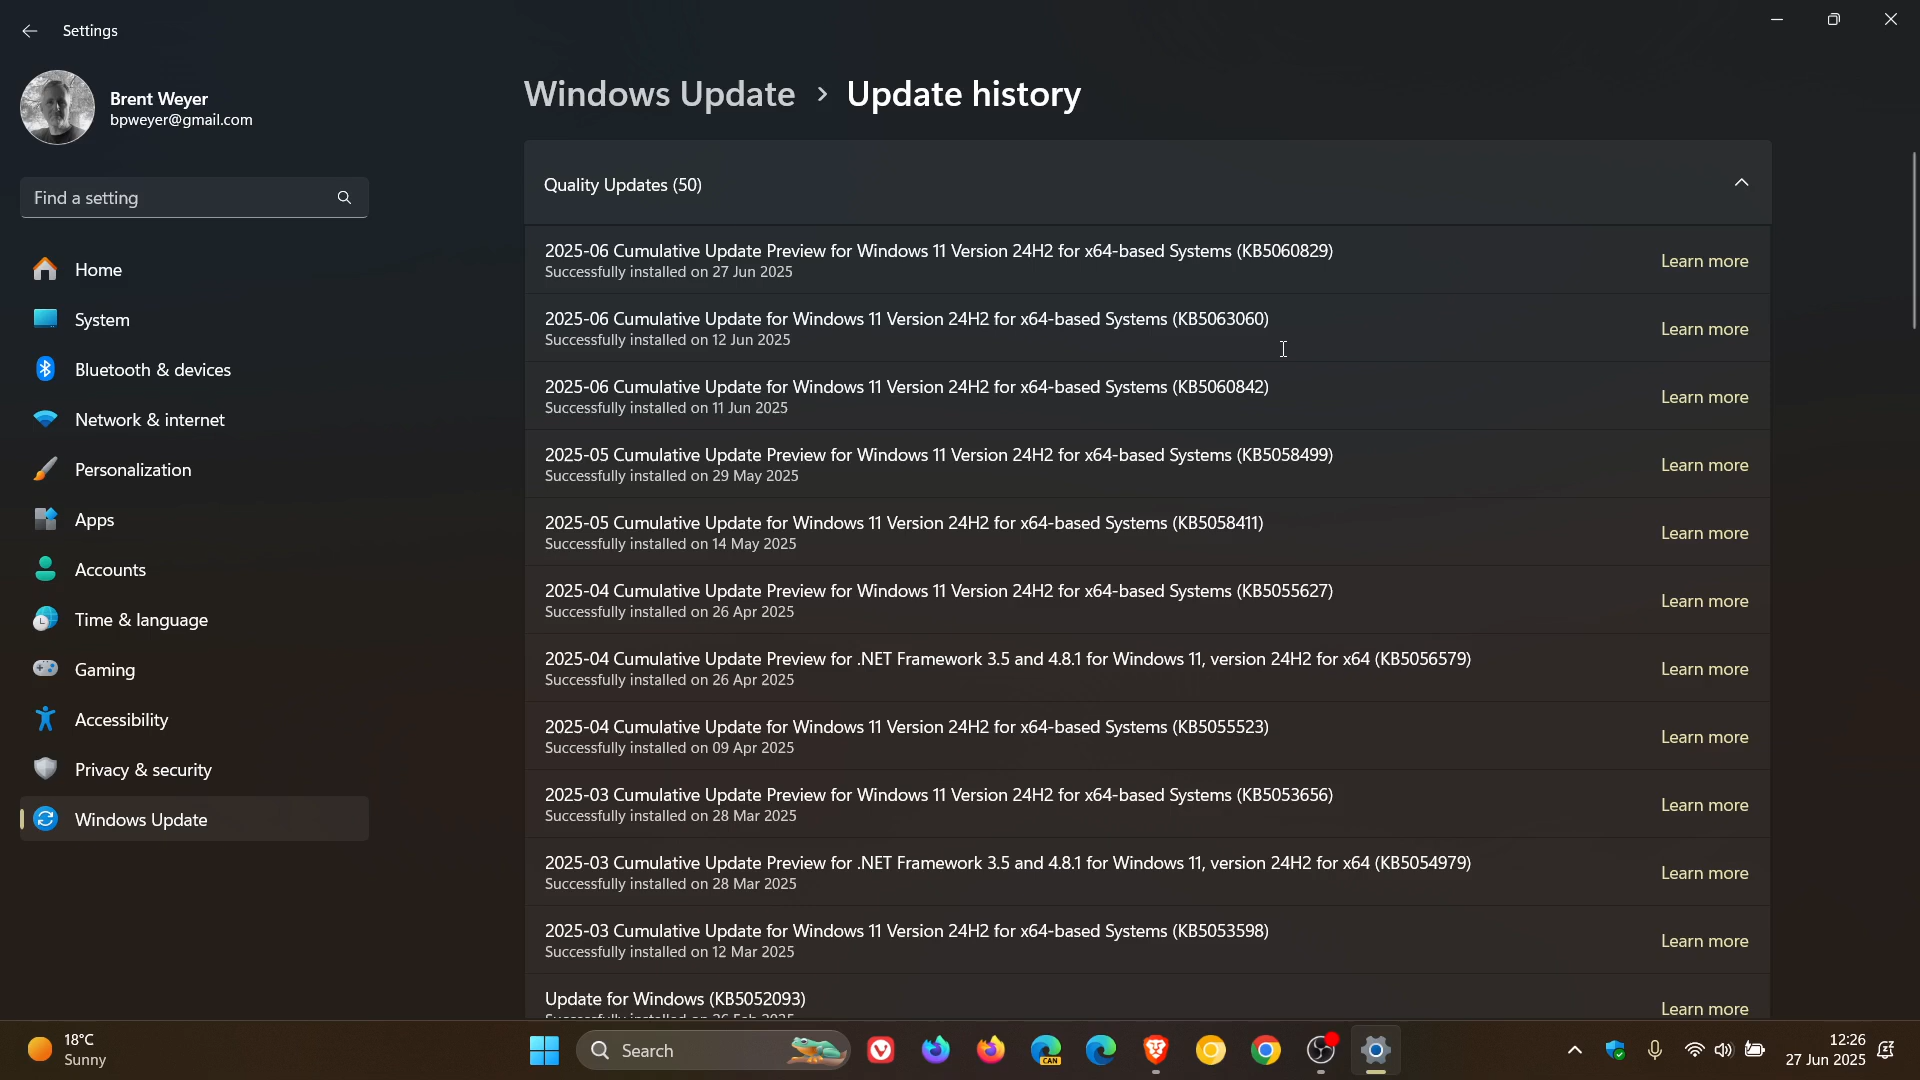 Settings
Brent Weyer
bpweyer@gmail.com
Find a setting
Home
System
Bluetooth & devices
Network & internet
Personalization
Apps
Accounts
Time & language
Gaming
Accessibility
Privacy & security
Windows Update
Windows Update > Update history
Quality Updates (50)
2025-06 Cumulative Update Preview for Windows 11 Version 24H2 for x64-based Systems (KB5060829)
Successfully installed on 27 Jun 2025
Learn more
2025-06 Cumulative Update for Windows 11 Version 24H2 for x64-based Systems (KB5063060)
Successfully installed on 12 Jun 2025
Learn more
2025-06 Cumulative Update for Windows 11 Version 24H2 for x64-based Systems (KB5060842)
Successfully installed on 11 Jun 2025
Learn more
2025-05 Cumulative Update Preview for Windows 11 Version 24H2 for x64-based Systems (KB5058499)
Successfully installed on 29 May 2025
Learn more
2025-05 Cumulative Update for Windows 11 Version 24H2 for x64-based Systems (KB5058411)
Successfully installed on 14 May 2025
Learn more
2025-04 Cumulative Update Preview for Windows 11 Version 24H2 for x64-based Systems (KB5055627)
Successfully installed on 26 Apr 2025
Learn more
2025-04 Cumulative Update Preview for .NET Framework 3.5 and 4.8.1 for Windows 11, version 24H2 for x64 (KB5056579)
Successfully installed on 26 Apr 2025
Learn more
2025-04 Cumulative Update for Windows 11 Version 24H2 for x64-based Systems (KB5055523)
Successfully installed on 09 Apr 2025
Learn more
2025-03 Cumulative Update Preview for Windows 11 Version 24H2 for x64-based Systems (KB5053656)
Successfully installed on 28 Mar 2025
Learn more
2025-03 Cumulative Update Preview for .NET Framework 3.5 and 4.8.1 for Windows 11, version 24H2 for x64 (KB5054979)
Successfully installed on 28 Mar 2025
Learn more
2025-03 Cumulative Update for Windows 11 Version 24H2 for x64-based Systems (KB5053598)
Successfully installed on 12 Mar 2025
Learn more
Update for Windows (KB5052093)
Learn more
18°C
Sunny
Search
CAN
12:26
27 Jun 2025